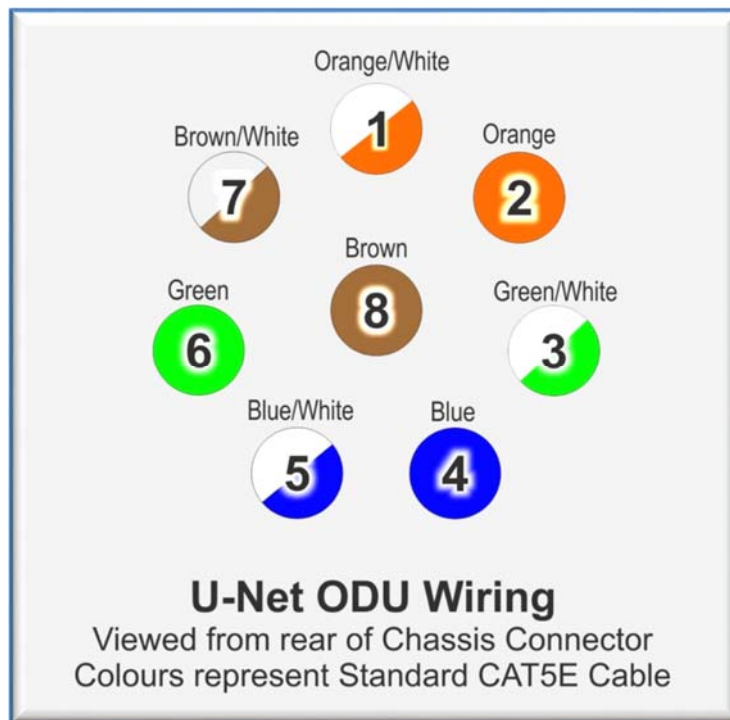 Orange/White
1
Brown/White
7
Orange
2
Brown
8
Green
6
Green/White
3
Blue/White
5
Blue
4
U-Net ODU Wiring
Viewed from rear of Chassis Connector
Colours represent Standard CAT5E Cable